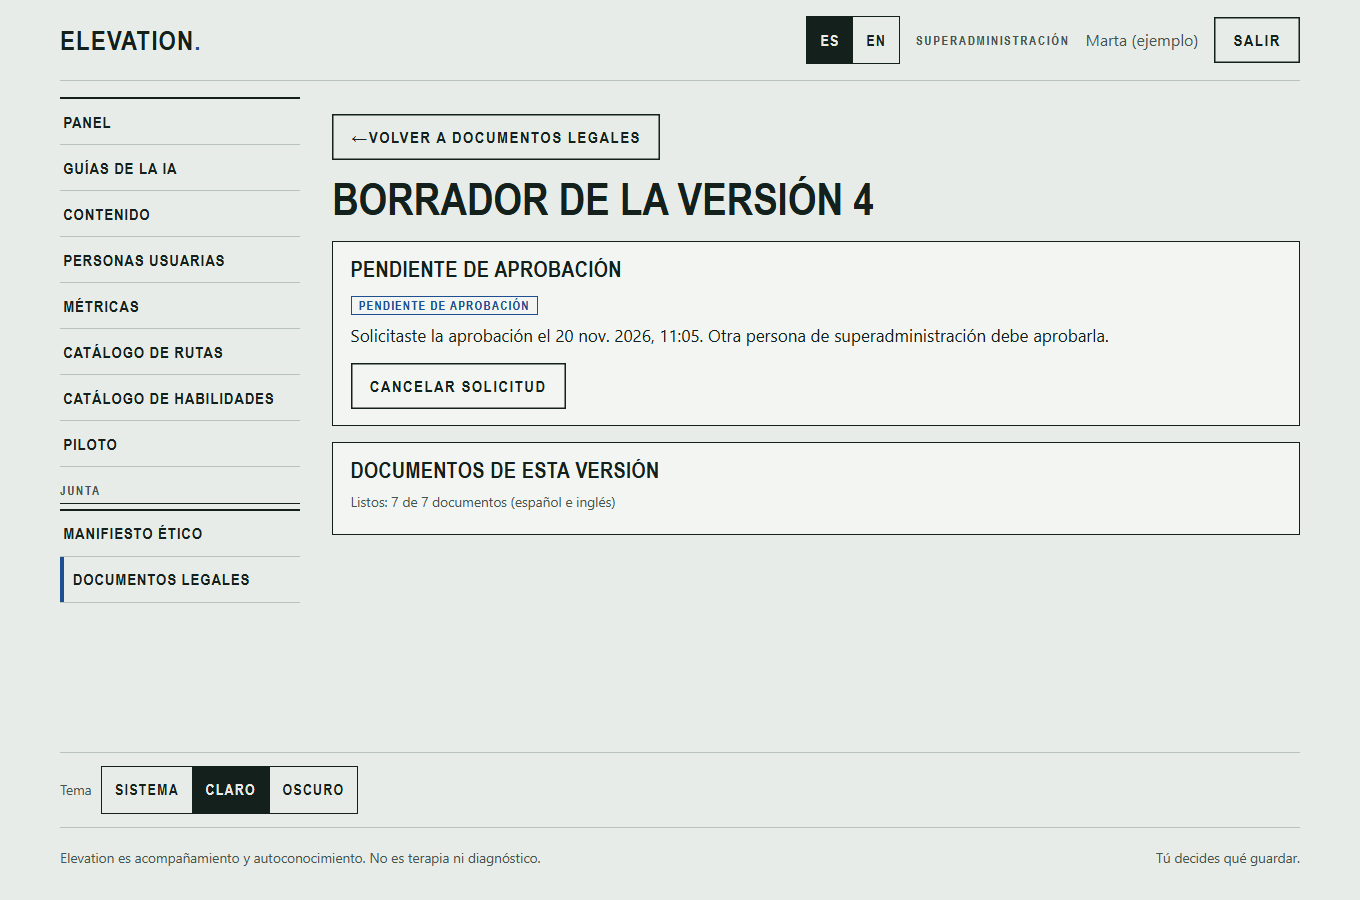 ELEVATION.
ES EN SUPERADMINISTRACIÓN Marta (ejemplo) SALIR
PANEL
GUÍAS DE LA IA
CONTENIDO
PERSONAS USUARIAS
MÉTRICAS
CATÁLOGO DE RUTAS
CATÁLOGO DE HABILIDADES
PILOTO
JUNTA
MANIFIESTO ÉTICO
DOCUMENTOS LEGALES
←VOLVER A DOCUMENTOS LEGALES
BORRADOR DE LA VERSIÓN 4
PENDIENTE DE APROBACIÓN
PENDIENTE DE APROBACIÓN
Solicitaste la aprobación el 20 nov. 2026, 11:05. Otra persona de superadministración debe aprobarla.
CANCELAR SOLICITUD
DOCUMENTOS DE ESTA VERSIÓN
Listos: 7 de 7 documentos (español e inglés)
Tema SISTEMA CLARO OSCURO
Elevation es acompañamiento y autoconocimiento. No es terapia ni diagnóstico.
Tú decides qué guardar.